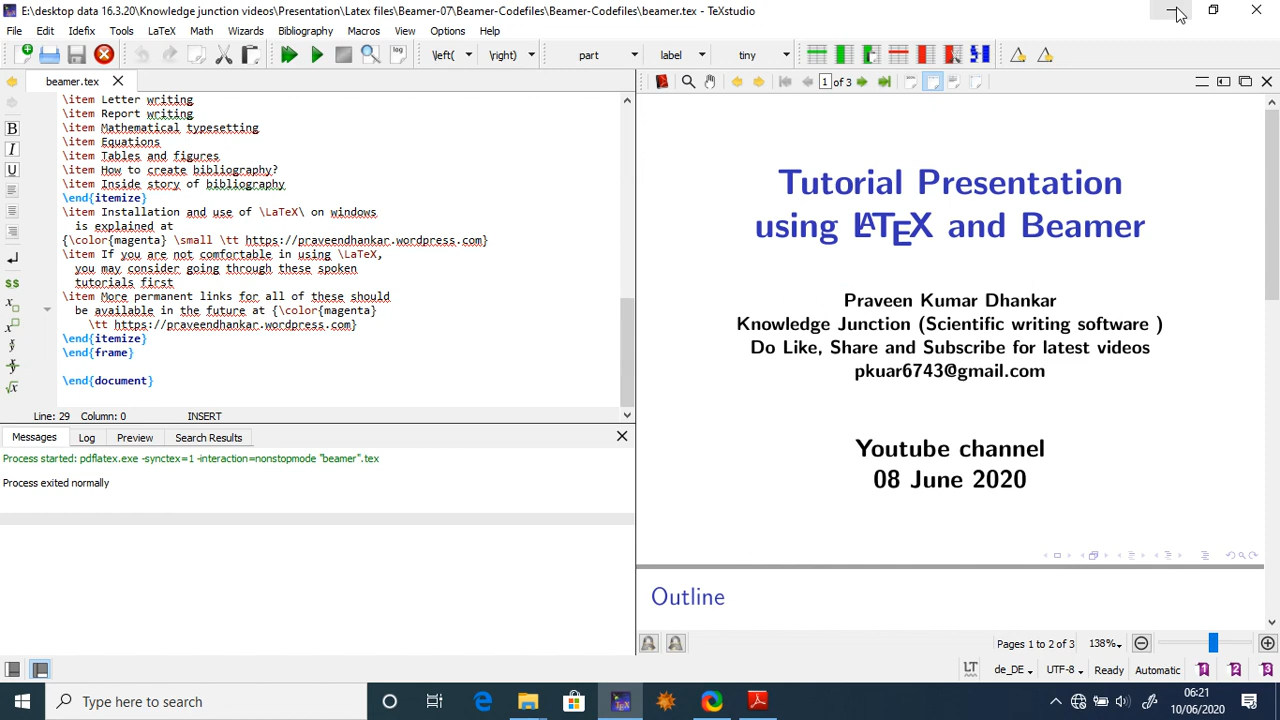 E:\desktop data 16.3.20\Knowledge junction videos\Presentation\Latex files\Beamer-07\Beamer-Codefiles\Beamer-Codefiles\beamer.tex - TeXstudio
File Edit Idefix Tools LaTeX Math Wizards Bibliography Macros View Options Help
log \left( \right) part label tiny
beamer.tex
1 of 3
\item Letter writing
\item Report writing
\item Mathematical typesetting
\item Equations
\item Tables and figures
\item How to create bibliography?
\item Inside story of bibliography
\end{itemize}
\item Installation and use of \LaTeX\ on windows
is explained at
{\color{magenta} \small \tt https://praveendhankar.wordpress.com}
\item If you are not comfortable in using \LaTeX,
you may consider going through these spoken
tutorials first
\item More permanent links for all of these should
be available in the future at {\color{magenta}
\tt https://praveendhankar.wordpress.com}
\end{itemize}
\end{frame}
\end{document}
Line: 29 Column: 0 INSERT
Messages Log Preview Search Results
Process started: pdflatex.exe -synctex=1 -interaction=nonstopmode "beamer".tex
Process exited normally
Tutorial Presentation
using LATEX and Beamer
Praveen Kumar Dhankar
Knowledge Junction (Scientific writing software )
Do Like, Share and Subscribe for latest videos
pkuar6743@gmail.com
Youtube channel
08 June 2020
Outline
Pages 1 to 2 of 3 138%
LT de_DE UTF-8 Ready Automatic 1 2 3
Type here to search
06:21
10/06/2020